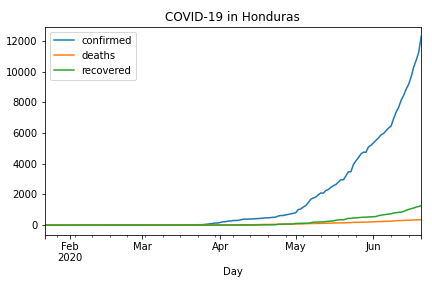 COVID-19 in Honduras
confirmed
deaths
recovered
12000
10000
8000
6000
4000
2000
0
Feb Mar Apr May Jun
2020
Day